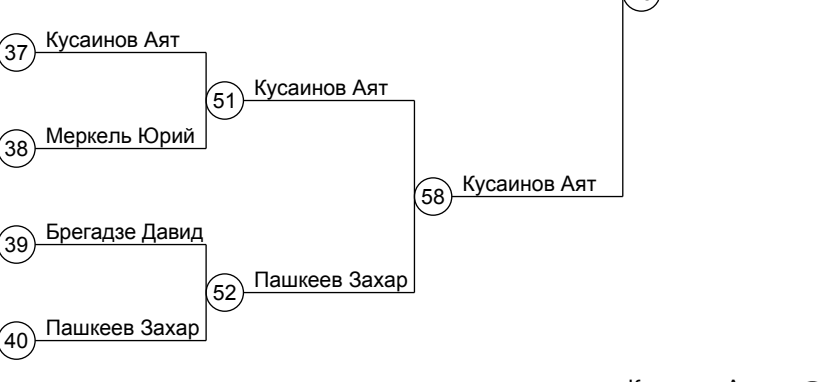 37 Кусаинов Аят
51 Кусаинов Аят
38 Меркель Юрий
58 Кусаинов Аят
39 Брегадзе Давид
52 Пашкеев Захар
40 Пашкеев Захар